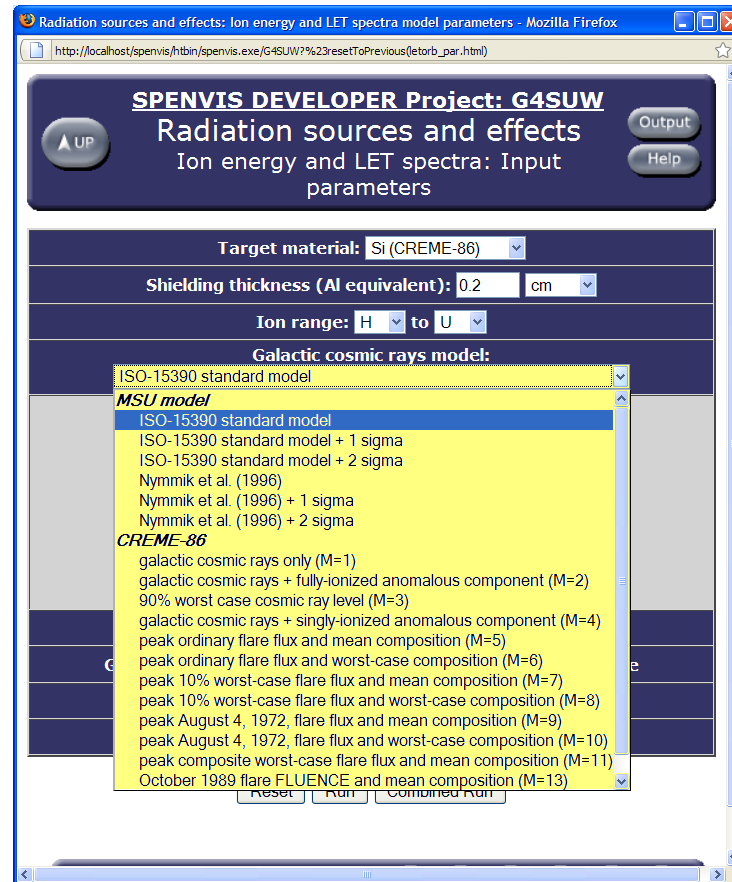 Radiation sources and effects: Ion energy and LET spectra model parameters - Mozilla Firefox
http://localhost/spenvis/htbin/spenvis.exe/G4SUW?%23resetToPrevious(letorb_par.html)
UP
SPENVIS DEVELOPER Project: G4SUW
Radiation sources and effects
Ion energy and LET spectra: Input
parameters
Output
Help
Target material: Si (CREME-86)
Shielding thickness (Al equivalent): 0.2 cm
Ion range: H to U
Galactic cosmic rays model:
ISO-15390 standard model
MSU model
ISO-15390 standard model
ISO-15390 standard model + 1 sigma
ISO-15390 standard model + 2 sigma
Nymmik et al. (1996)
Nymmik et al. (1996) + 1 sigma
Nymmik et al. (1996) + 2 sigma
CREME-86
galactic cosmic rays only (M=1)
galactic cosmic rays + fully-ionized anomalous component (M=2)
90% worst case cosmic ray level (M=3)
galactic cosmic rays + singly-ionized anomalous component (M=4)
peak ordinary flare flux and mean composition (M=5)
peak ordinary flare flux and worst-case composition (M=6)
peak 10% worst-case flare flux and mean composition (M=7)
peak 10% worst-case flare flux and worst-case composition (M=8)
peak August 4, 1972, flare flux and mean composition (M=9)
peak August 4, 1972, flare flux and worst-case composition (M=10)
peak composite worst-case flare flux and mean composition (M=11)
October 1989 flare FLUENCE and mean composition (M=13)
Reset Run Combined Run